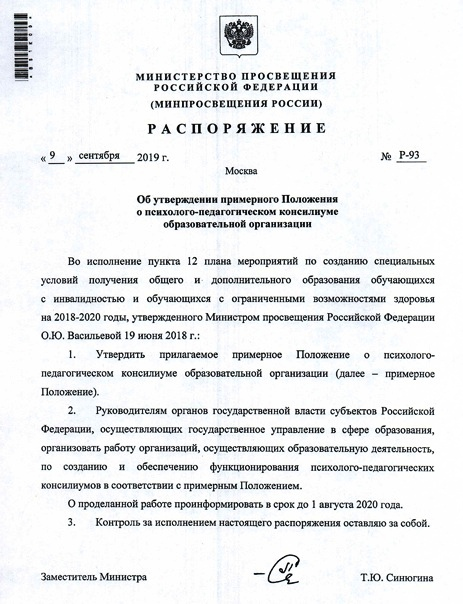 МИНИСТЕРСТВО ПРОСВЕЩЕНИЯ
РОССИЙСКОЙ ФЕДЕРАЦИИ
(МИНПРОСВЕЩЕНИЯ РОССИИ)
РАСПОРЯЖЕНИЕ
« 9 » сентября 2019 г. № Р-93
Москва
Об утверждении примерного Положения
о психолого-педагогическом консилиуме
образовательной организации
Во исполнение пункта 12 плана мероприятий по созданию специальных
условий получения общего и дополнительного образования обучающихся
с инвалидностью и обучающихся с ограниченными возможностями здоровья
на 2018-2020 годы, утвержденного Министром просвещения Российской Федерации
О.Ю. Васильевой 19 июня 2018 г.:
1. Утвердить прилагаемое примерное Положение о психолого-
педагогическом консилиуме образовательной организации (далее – примерное
Положение).
2. Руководителям органов государственной власти субъектов Российской
Федерации, осуществляющих государственное управление в сфере образования,
организовать работу организаций, осуществляющих образовательную деятельность,
по созданию и обеспечению функционирования психолого-педагогических
консилиумов в соответствии с примерным Положением.
О проделанной работе проинформировать в срок до 1 августа 2020 года.
3. Контроль за исполнением настоящего распоряжения оставляю за собой.
Заместитель Министра Т.Ю. Синюгина